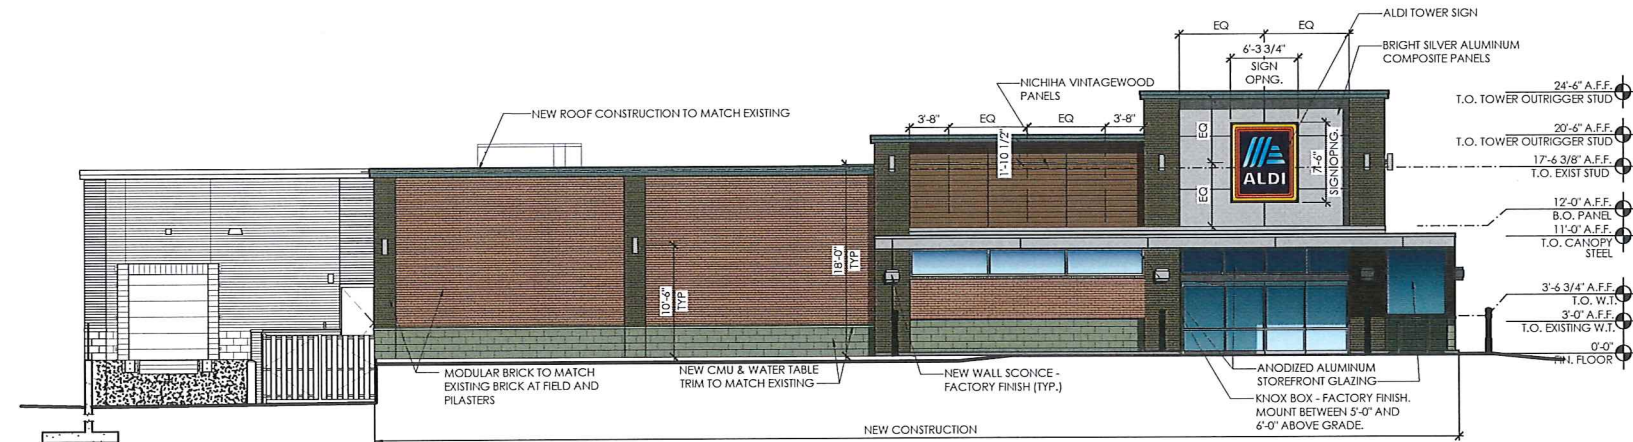 ALDI TOWER SIGN
EQ
EQ
6'-3 3/4"
SIGN
OPNG.
BRIGHT SILVER ALUMINUM
COMPOSITE PANELS
NICHIHA VINTAGEWOOD
PANELS
24'-6" A.F.F.
T.O. TOWER OUTRIGGER STUD
NEW ROOF CONSTRUCTION TO MATCH EXISTING
3'-8"
EQ
EQ
3'-8"
1'-10 1/2"
EQ
EQ
7'-6"
SIGN OPNG.
ALDI
20'-6" A.F.F.
T.O. TOWER OUTRIGGER STUD
17'-6 3/8" A.F.F.
T.O. EXIST STUD
12'-0" A.F.F.
B.O. PANEL
11'-0" A.F.F.
T.O. CANOPY
STEEL
18'-0"
TYP
10'-6"
TYP
3'-6 3/4" A.F.F.
T.O. W.T.
3'-0" A.F.F.
T.O. EXISTING W.T.
0'-0"
FIN. FLOOR
MODULAR BRICK TO MATCH
EXISTING BRICK AT FIELD AND
PILASTERS
NEW CMU & WATER TABLE
TRIM TO MATCH EXISTING
NEW WALL SCONCE -
FACTORY FINISH (TYP.)
ANODIZED ALUMINUM
STOREFRONT GLAZING
KNOX BOX - FACTORY FINISH.
MOUNT BETWEEN 5'-0" AND
6'-0" ABOVE GRADE.
NEW CONSTRUCTION